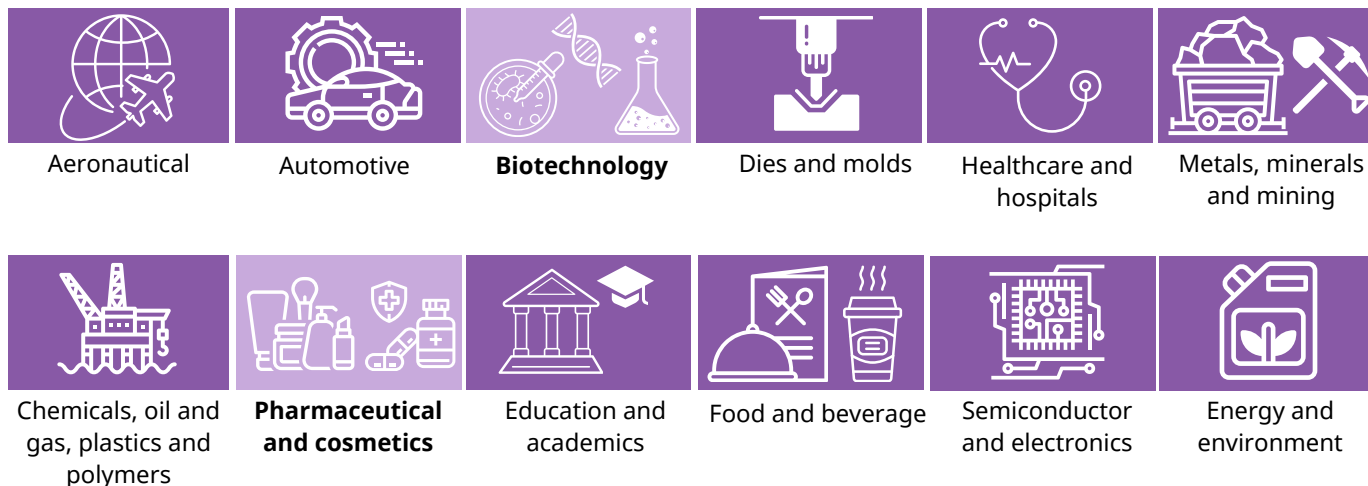 Aeronautical
Automotive
Biotechnology
Dies and molds
Healthcare and
hospitals
Metals, minerals
and mining
Chemicals, oil and
gas, plastics and
polymers
Pharmaceutical
and cosmetics
Education and
academics
Food and beverage
Semiconductor
and electronics
Energy and
environment